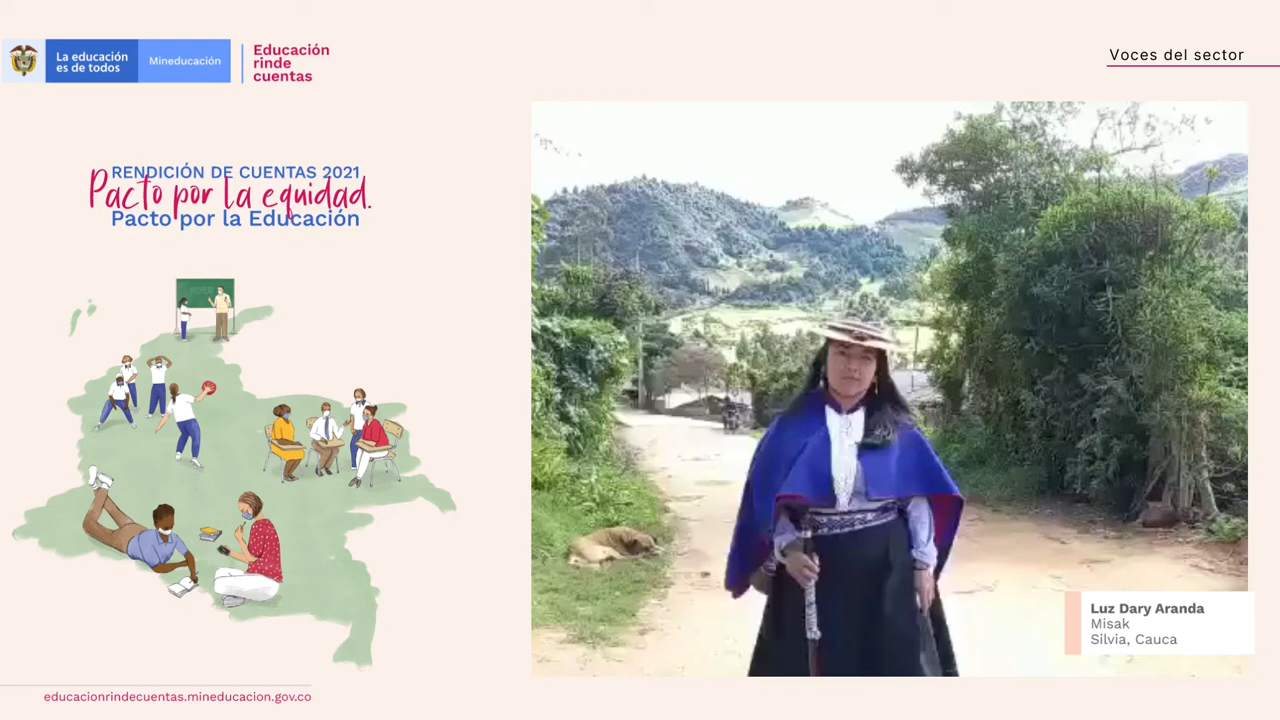 La educación
es de todos
Mineducación
Educación
rinde
cuentas
Voces del sector
RENDICIÓN DE CUENTAS 2021
Pacto por la equidad.
Pacto por la Educación
Luz Dary Aranda
Misak
Silvia, Cauca
educacionrindecuentas.mineducacion.gov.co